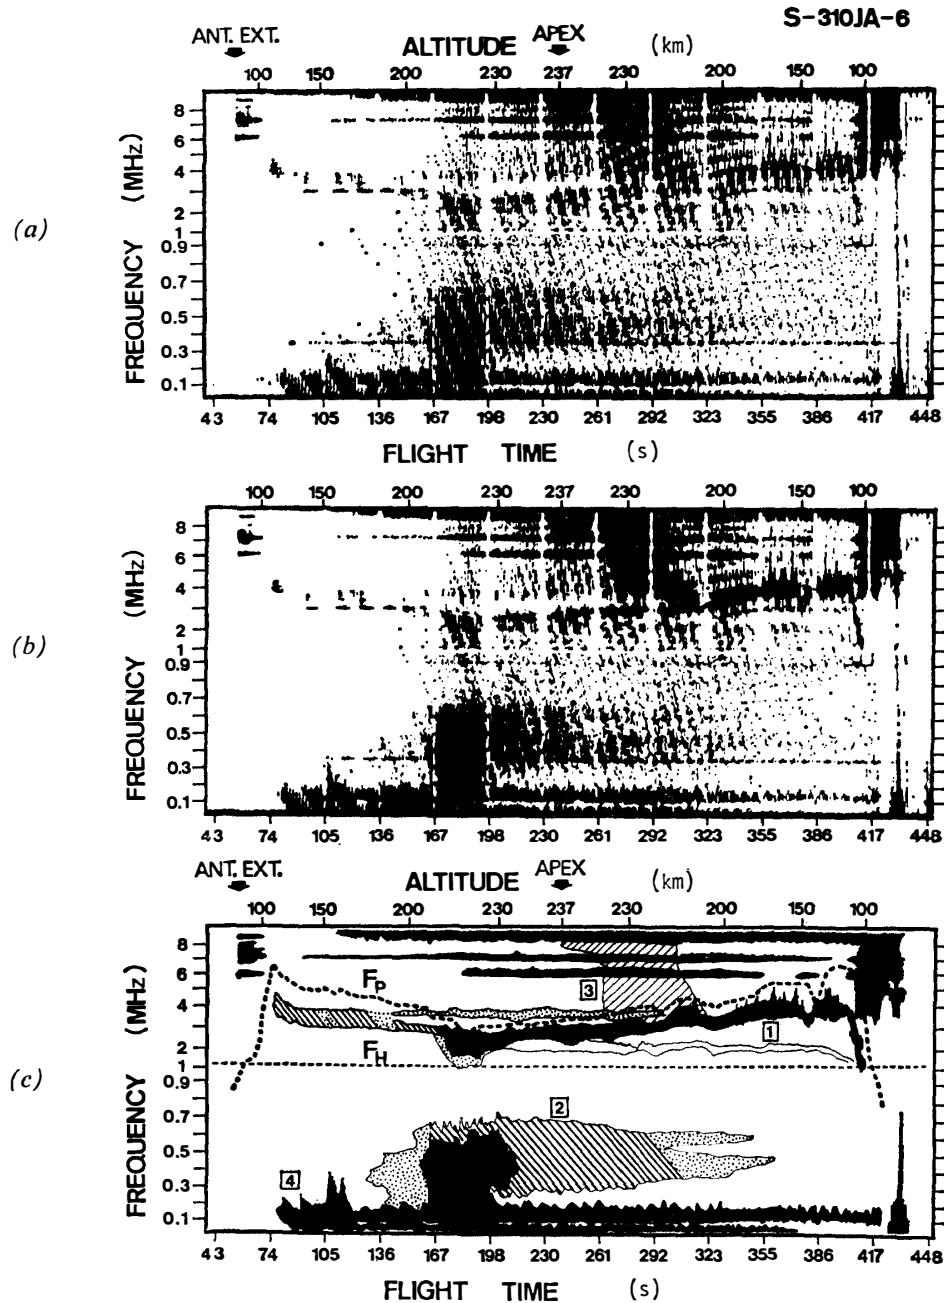 S-310JA-6
ANT. EXT. ALTITUDE APEX (km)
100 150 200 230 237 230 200 150 100
(a)
FREQUENCY (MHz)
8
6
4
2
1
0.9
0.7
0.5
0.3
0.1
43 74 105 136 167 198 230 261 292 323 355 386 417 448
FLIGHT TIME (s)
100 150 200 230 237 230 200 150 100
(b)
FREQUENCY (MHz)
8
6
4
2
1
0.9
0.7
0.5
0.3
0.1
43 74 105 136 167 198 230 261 292 323 355 386 417 448
ANT. EXT. ALTITUDE APEX (km)
100 150 200 230 237 230 200 150 100
(c)
FREQUENCY (MHz)
8
6
4
2
1
0.9
0.7
0.5
0.3
0.1
FP
3
1
FH
2
4
43 74 105 136 167 198 230 261 292 323 355 386 417 448
FLIGHT TIME (s)